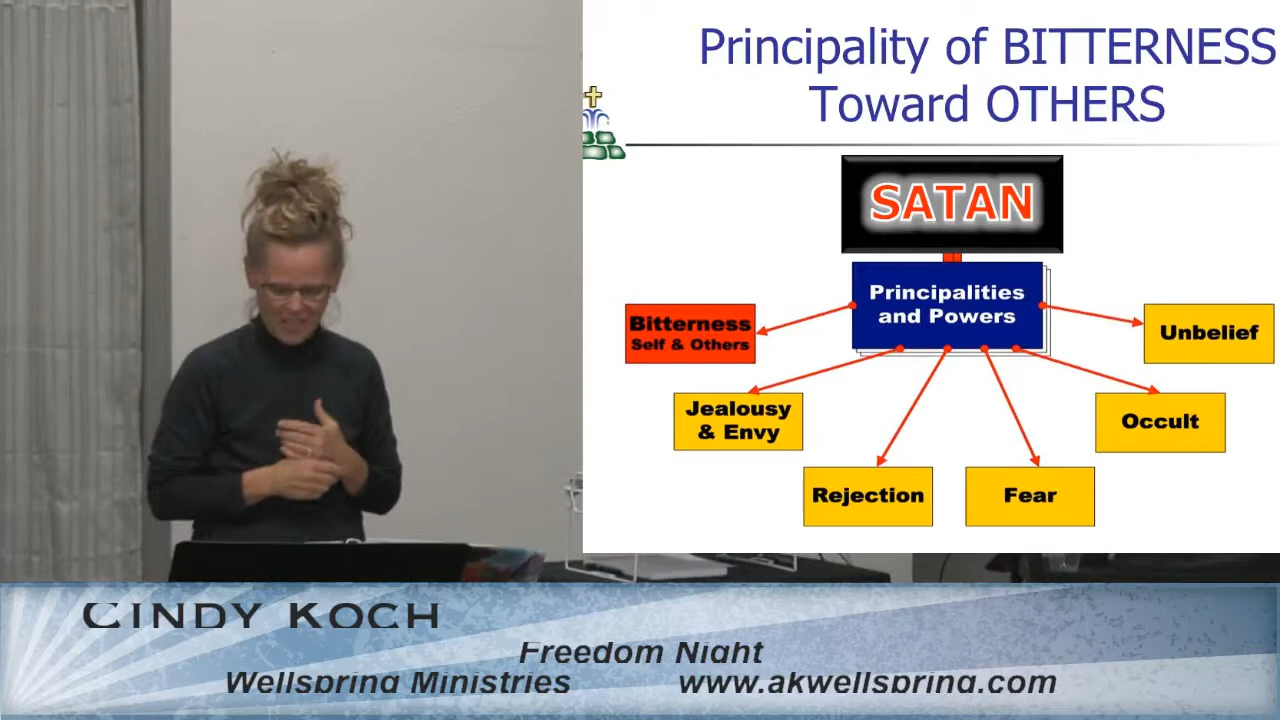 Principality of BITTERNESS
Toward OTHERS
SATAN
Principalities
and Powers
Bitterness
Self & Others
Unbelief
Jealousy
& Envy
Occult
Rejection
Fear
CINDY KOCH
Freedom Night
Wellspring Ministries www.akwellspring.com